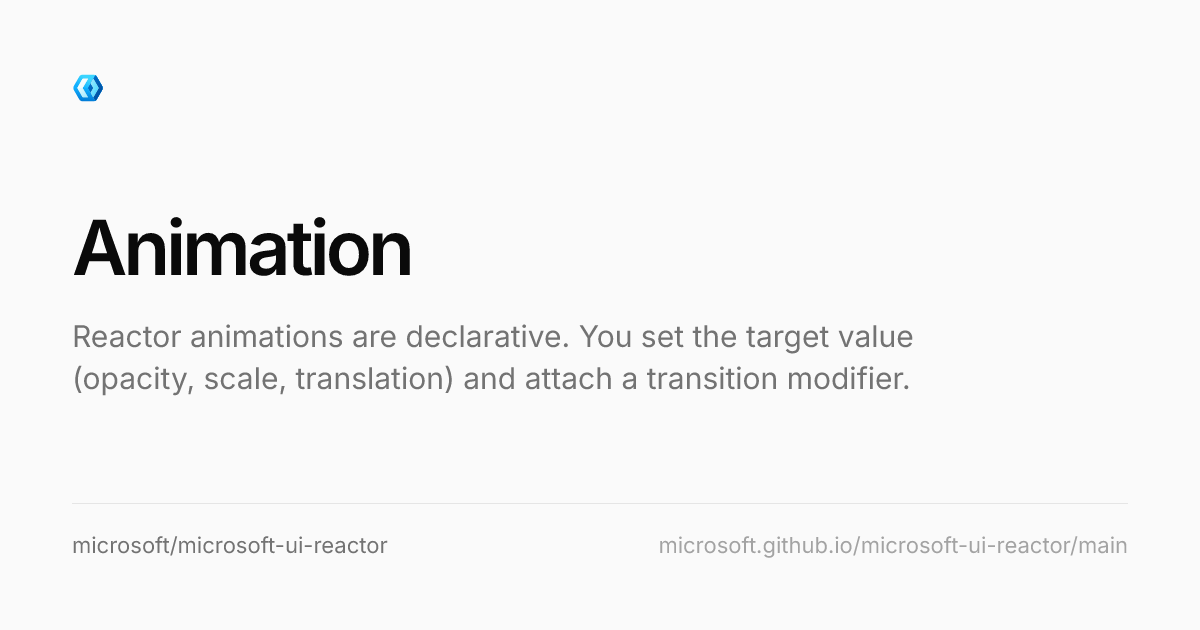 Animation
Reactor animations are declarative. You set the target value
(opacity, scale, translation) and attach a transition modifier.
microsoft/microsoft-ui-reactor
microsoft.github.io/microsoft-ui-reactor/main